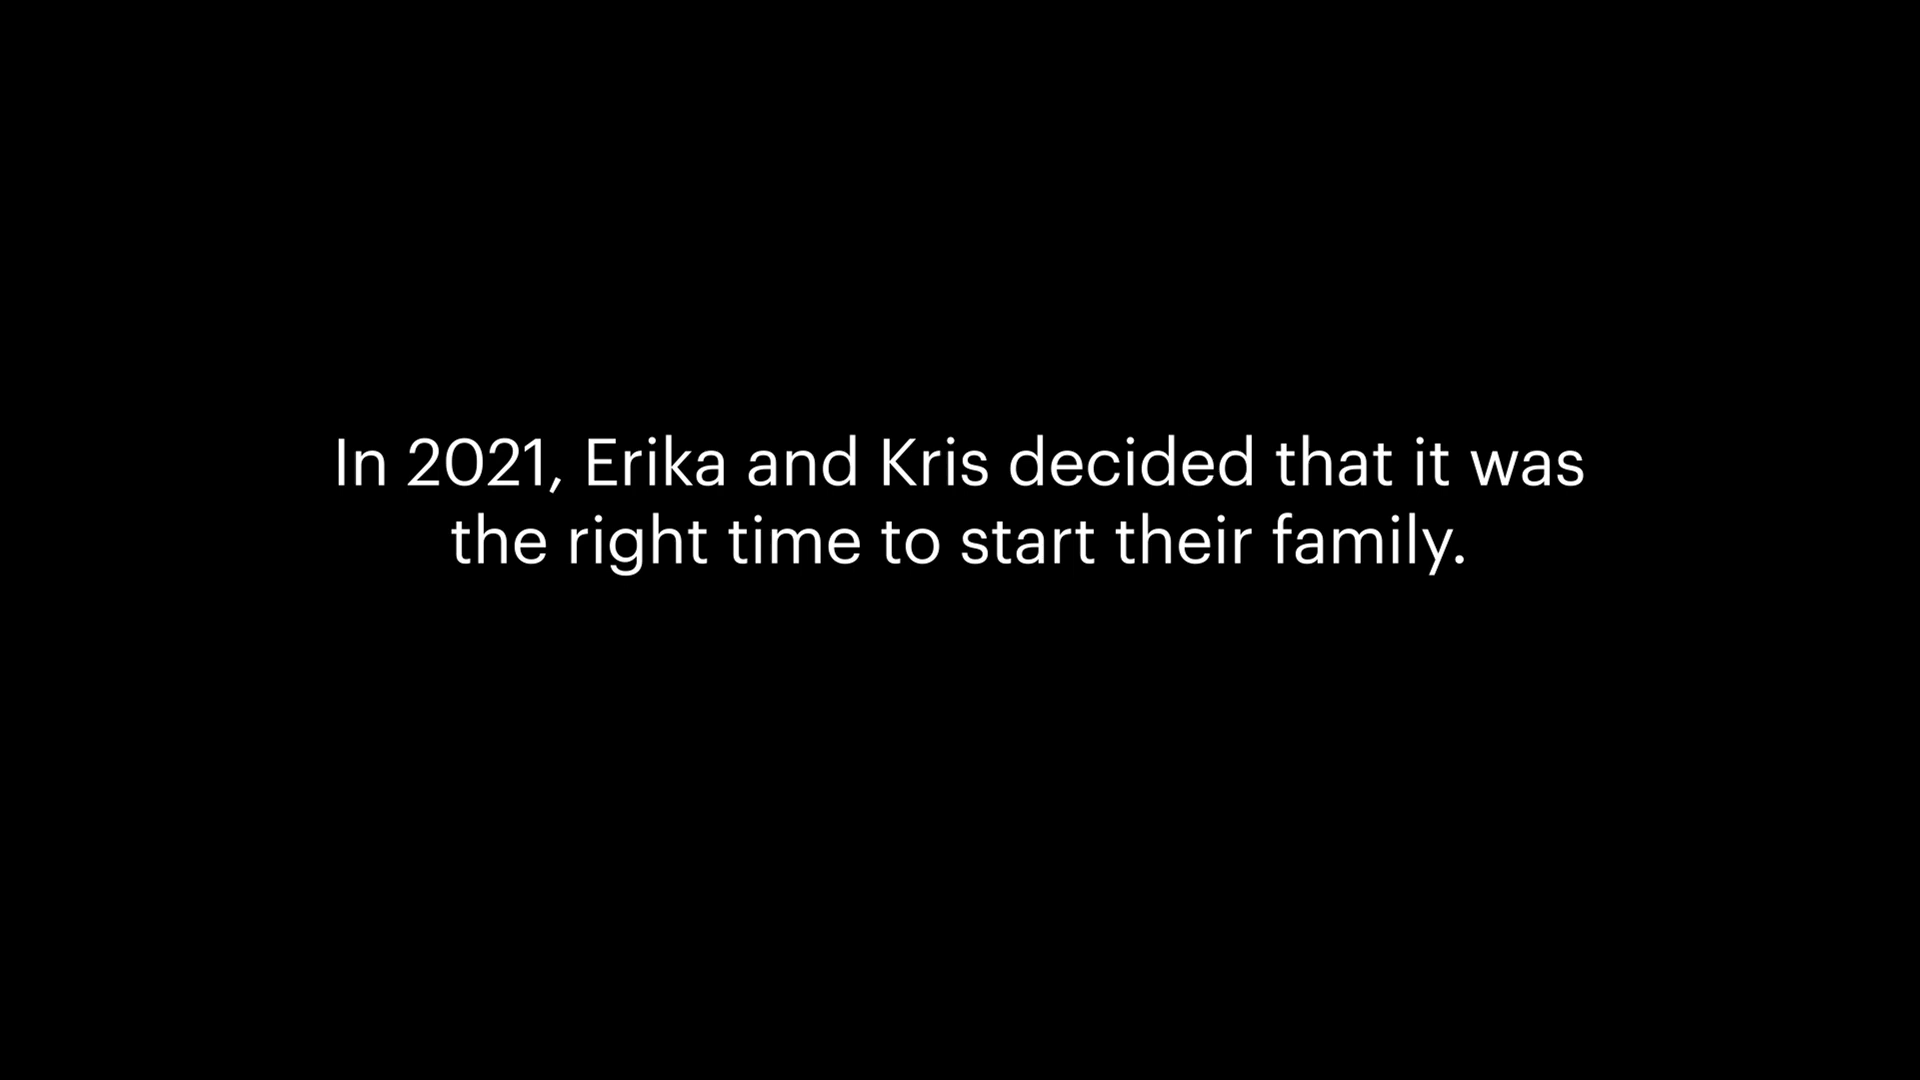 In 2021, Erika and Kris decided that it was
the right time to start their family.